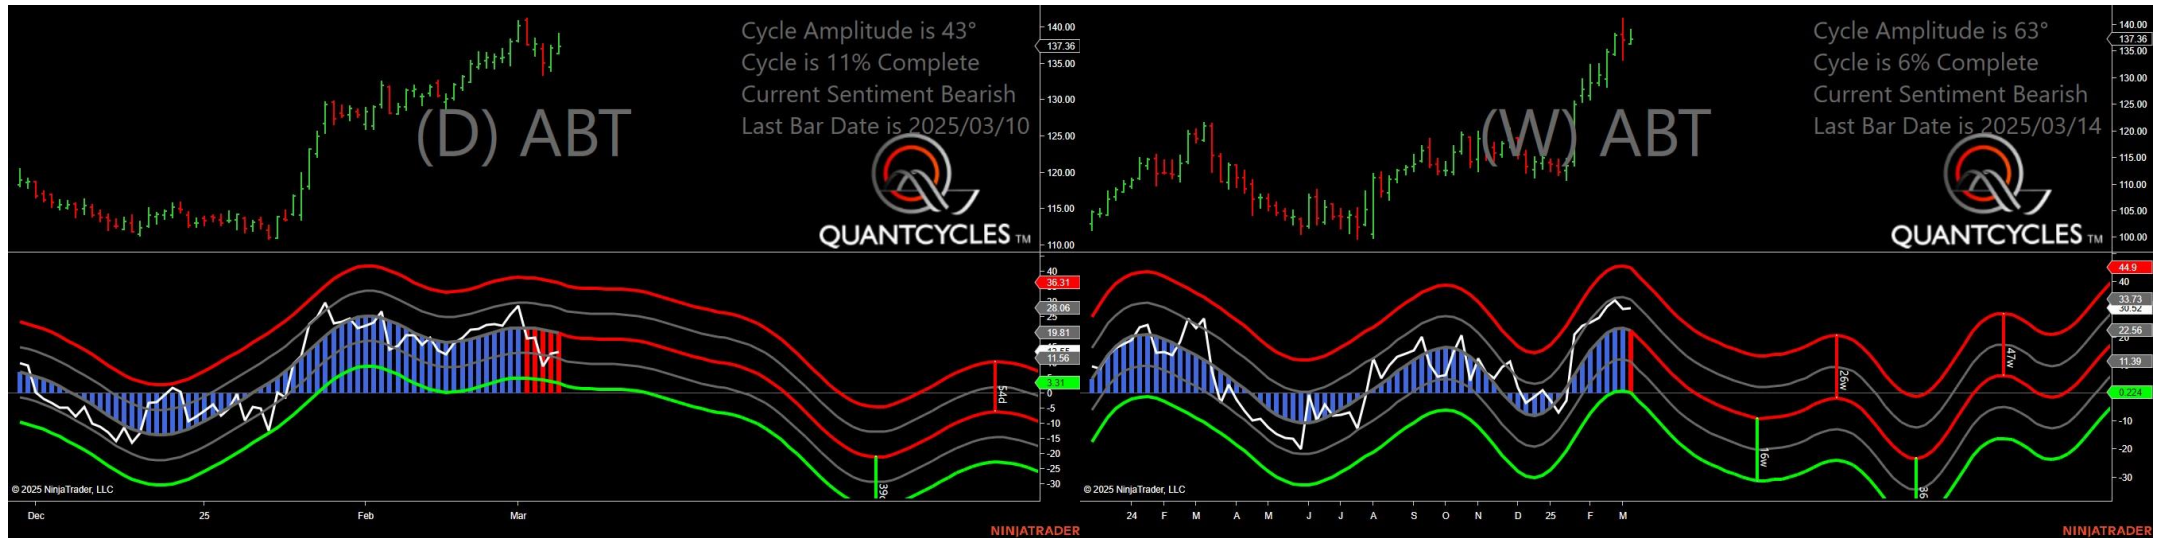 Cycle Amplitude is 43°
Cycle is 11% Complete
Current Sentiment Bearish
Last Bar Date is 2025/03/10
(D) ABT
QUANTCYCLES TM
140.00
137.36
135.00
130.00
125.00
120.00
115.00
110.00
40
36.31
28.06
25
19.81
11.56
3.31
0
-5
-10
-15
-20
-25
-30
54d
© 2025 NinjaTrader, LLC
Dec 25 Feb Mar
NINJATRADER
Cycle Amplitude is 63°
Cycle is 6% Complete
Current Sentiment Bearish
Last Bar Date is 2025/03/14
(W) ABT
QUANTCYCLES TM
140.00
137.36
135.00
130.00
125.00
120.00
115.00
110.00
105.00
100.00
44.9
40
33.73
30.52
22.56
20
11.39
0.224
-10
-20
-30
16w
26w
47w
© 2025 NinjaTrader, LLC
24 F M A M J J A S O N D 25 F M
NINJATRADER